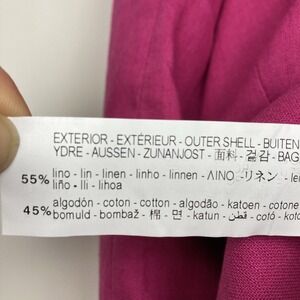 EXTERIOR - EXTÉRIEUR - OUTER SHELL - BUITEN
YDRE - AUSSEN - ZUNANJOST - 面料 - 겉감 - BAG
55% lino - lin - linen - linho - linnen - ΛΙΝΟ - リネン - lei
liño - lli - lihoa
45% algodón - coton - cotton - algodão - katoen - cotone
bomuld - bombaž - 棉 - 면 - katun - قطن - cotó - koto